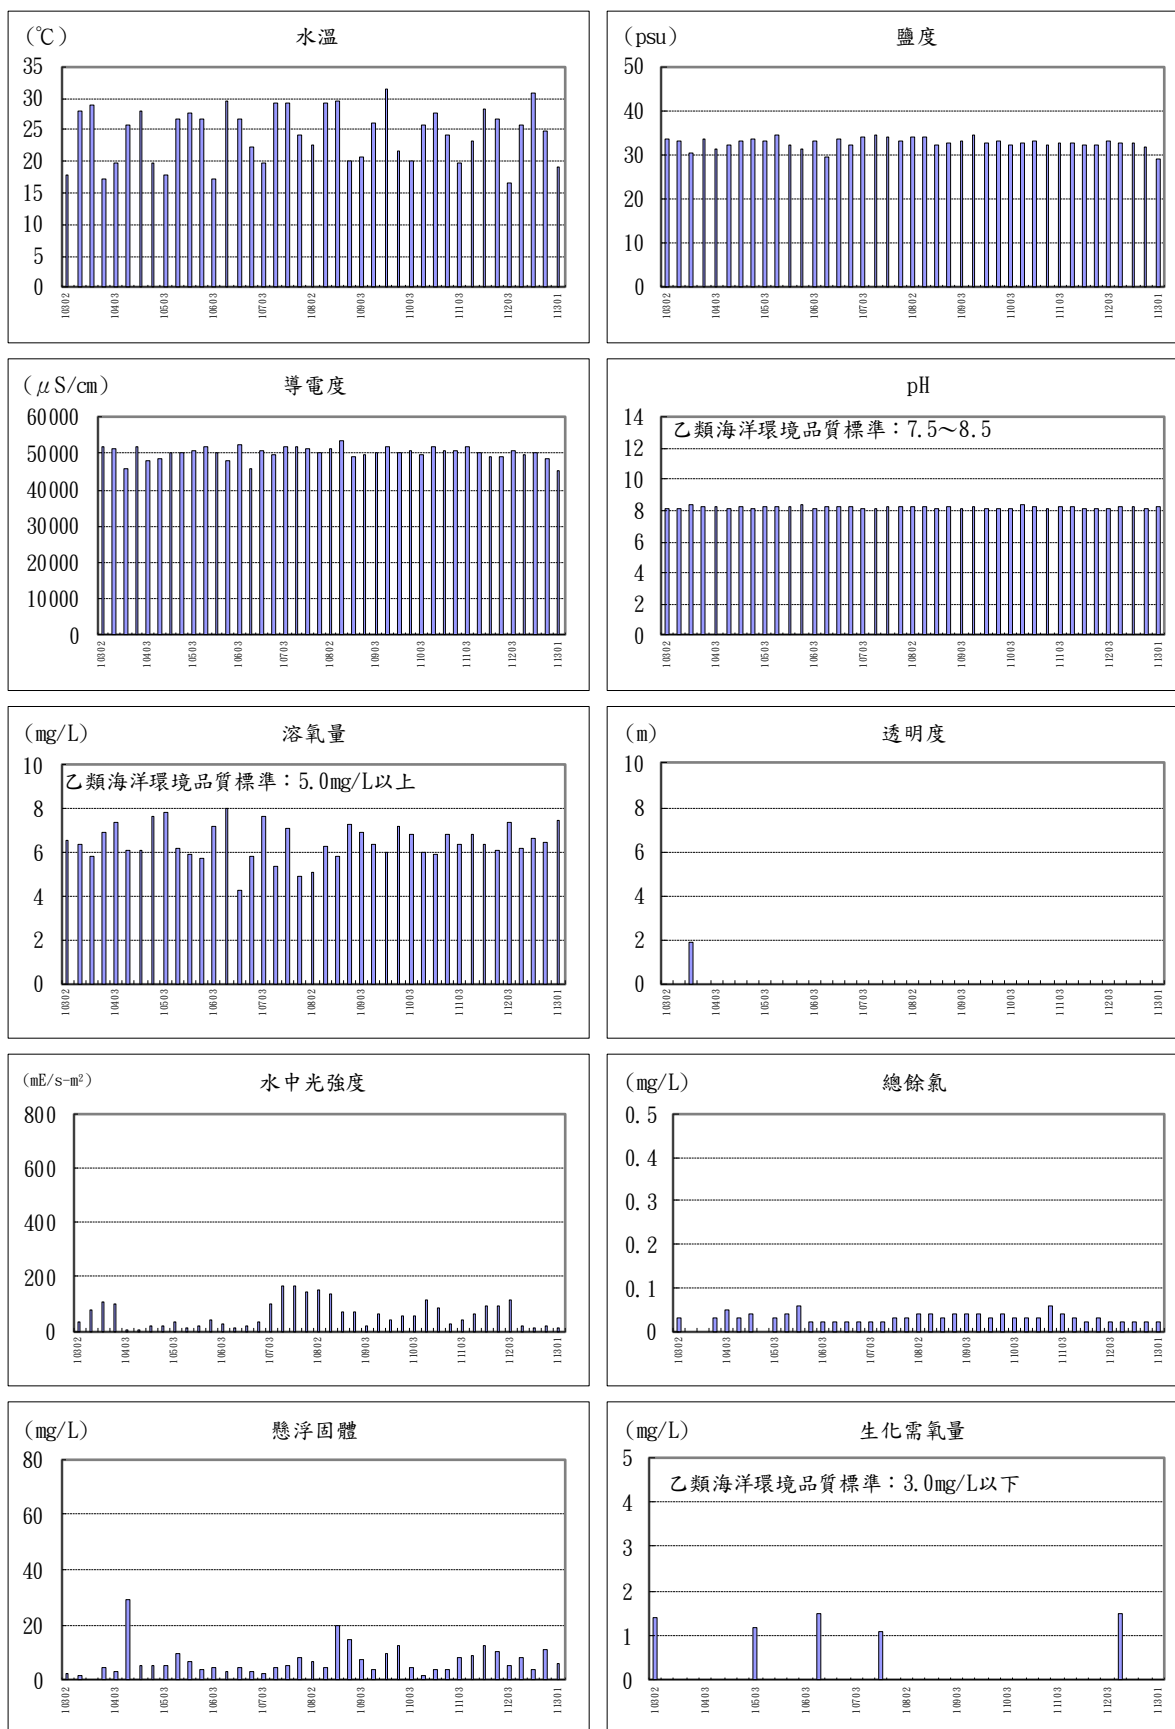 (℃) 水溫
35
30
25
20
15
10
5
0
10302 10403 10503 10603 10703 10802 10903 11003 11103 11203 11301
(psu) 鹽度
50
40
30
20
10
0
10302 10403 10503 10603 10703 10802 10903 11003 11103 11203 11301
(μS/cm) 導電度
60000
50000
40000
30000
20000
10000
0
10302 10403 10503 10603 10703 10802 10903 11003 11103 11203 11301
pH
乙類海洋環境品質標準：7.5～8.5
14
12
10
8
6
4
2
0
10302 10403 10503 10603 10703 10802 10903 11003 11103 11203 11301
(mg/L) 溶氧量
乙類海洋環境品質標準：5.0mg/L以上
10
8
6
4
2
0
10302 10403 10503 10603 10703 10802 10903 11003 11103 11203 11301
(m) 透明度
10
8
6
4
2
0
10302 10403 10503 10603 10703 10802 10903 11003 11103 11203 11301
(mE/s-m²) 水中光強度
800
600
400
200
0
10302 10403 10503 10603 10703 10802 10903 11003 11103 11203 11301
(mg/L) 總餘氯
0.5
0.4
0.3
0.2
0.1
0
10302 10403 10503 10603 10703 10802 10903 11003 11103 11203 11301
(mg/L) 懸浮固體
80
60
40
20
0
10302 10403 10503 10603 10703 10802 10903 11003 11103 11203 11301
(mg/L) 生化需氧量
乙類海洋環境品質標準：3.0mg/L以下
5
4
3
2
1
0
10302 10403 10503 10603 10703 10802 10903 11003 11103 11203 11301